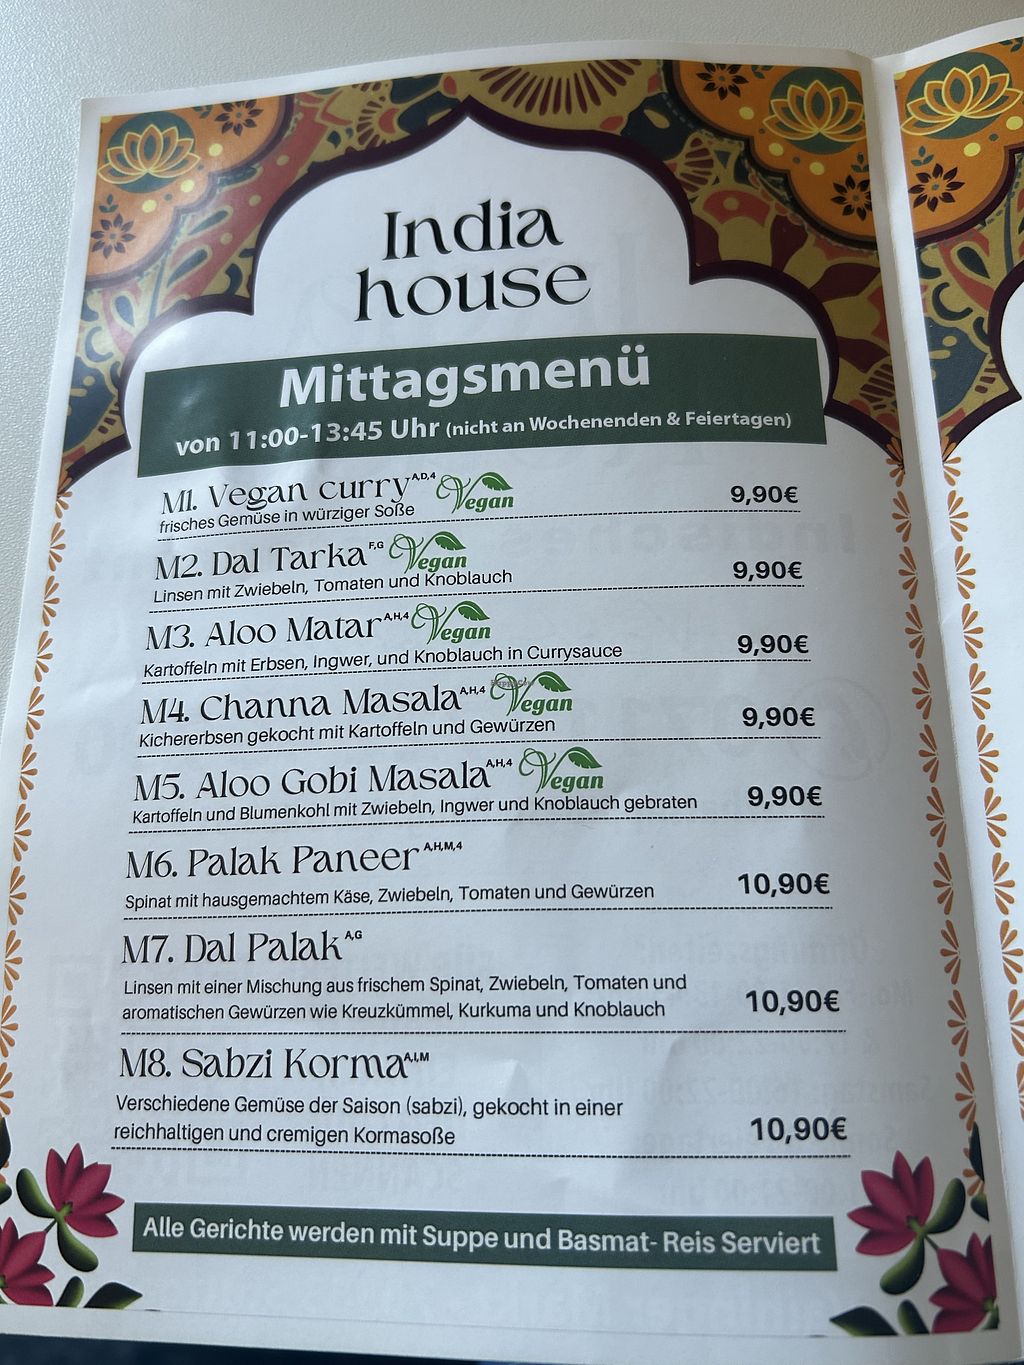 India
house
Mittagsmenü
von 11:00-13:45 Uhr (nicht an Wochenenden & Feiertagen)
M1. Vegan curry A,D,4 Vegan
frisches Gemüse in würziger Soße
9,90€
M2. Dal Tarka F,G Vegan
Linsen mit Zwiebeln, Tomaten und Knoblauch
9,90€
M3. Aloo Matar A,H,4 Vegan
Kartoffeln mit Erbsen, Ingwer, und Knoblauch in Currysauce
9,90€
M4. Channa Masala A,H,4 Vegan
Kichererbsen gekocht mit Kartoffeln und Gewürzen
9,90€
M5. Aloo Gobi Masala A,H,4 Vegan
Kartoffeln und Blumenkohl mit Zwiebeln, Ingwer und Knoblauch gebraten
9,90€
M6. Palak Paneer A,H,M,4
Spinat mit hausgemachtem Käse, Zwiebeln, Tomaten und Gewürzen
10,90€
M7. Dal Palak A,G
Linsen mit einer Mischung aus frischem Spinat, Zwiebeln, Tomaten und
aromatischen Gewürzen wie Kreuzkümmel, Kurkuma und Knoblauch
10,90€
M8. Sabzi Korma A,I,M
Verschiedene Gemüse der Saison (sabzi), gekocht in einer
reichhaltigen und cremigen Kormasoße
10,90€
Alle Gerichte werden mit Suppe und Basmat- Reis Serviert